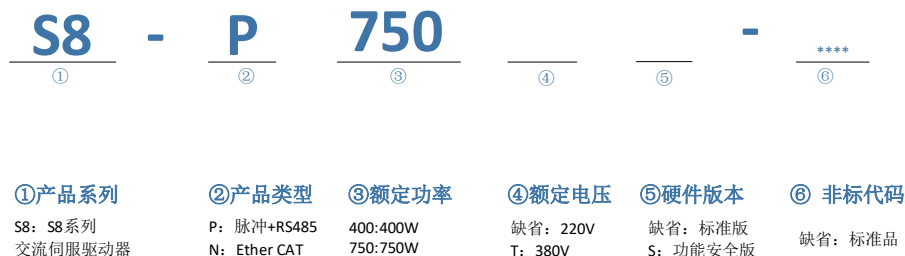 S8 - P 750 - ****
① ② ③ ④ ⑤ ⑥
①产品系列 ②产品类型 ③额定功率 ④额定电压 ⑤硬件版本 ⑥ 非标代码
S8：S8系列 P：脉冲+RS485 400:400W 缺省：220V 缺省：标准版 缺省：标准品
交流伺服驱动器 N：Ether CAT 750:750W T：380V S：功能安全版